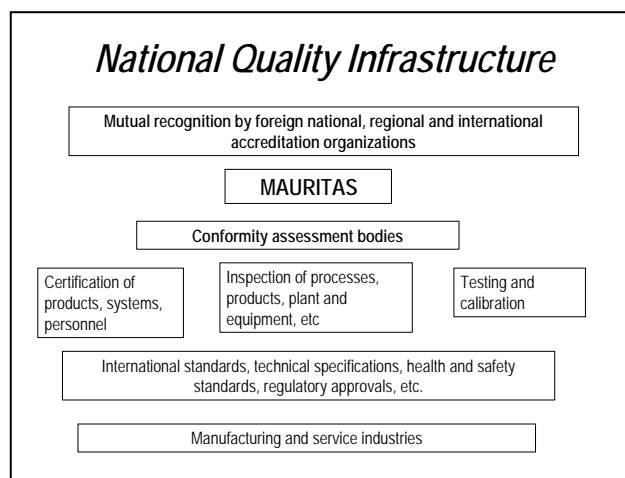 National Quality Infrastructure
Mutual recognition by foreign national, regional and international
accreditation organizations
MAURITAS
Conformity assessment bodies
Certification of
products, systems,
personnel
Inspection of processes,
products, plant and
equipment, etc
Testing and
calibration
International standards, technical specifications, health and safety
standards, regulatory approvals, etc.
Manufacturing and service industries